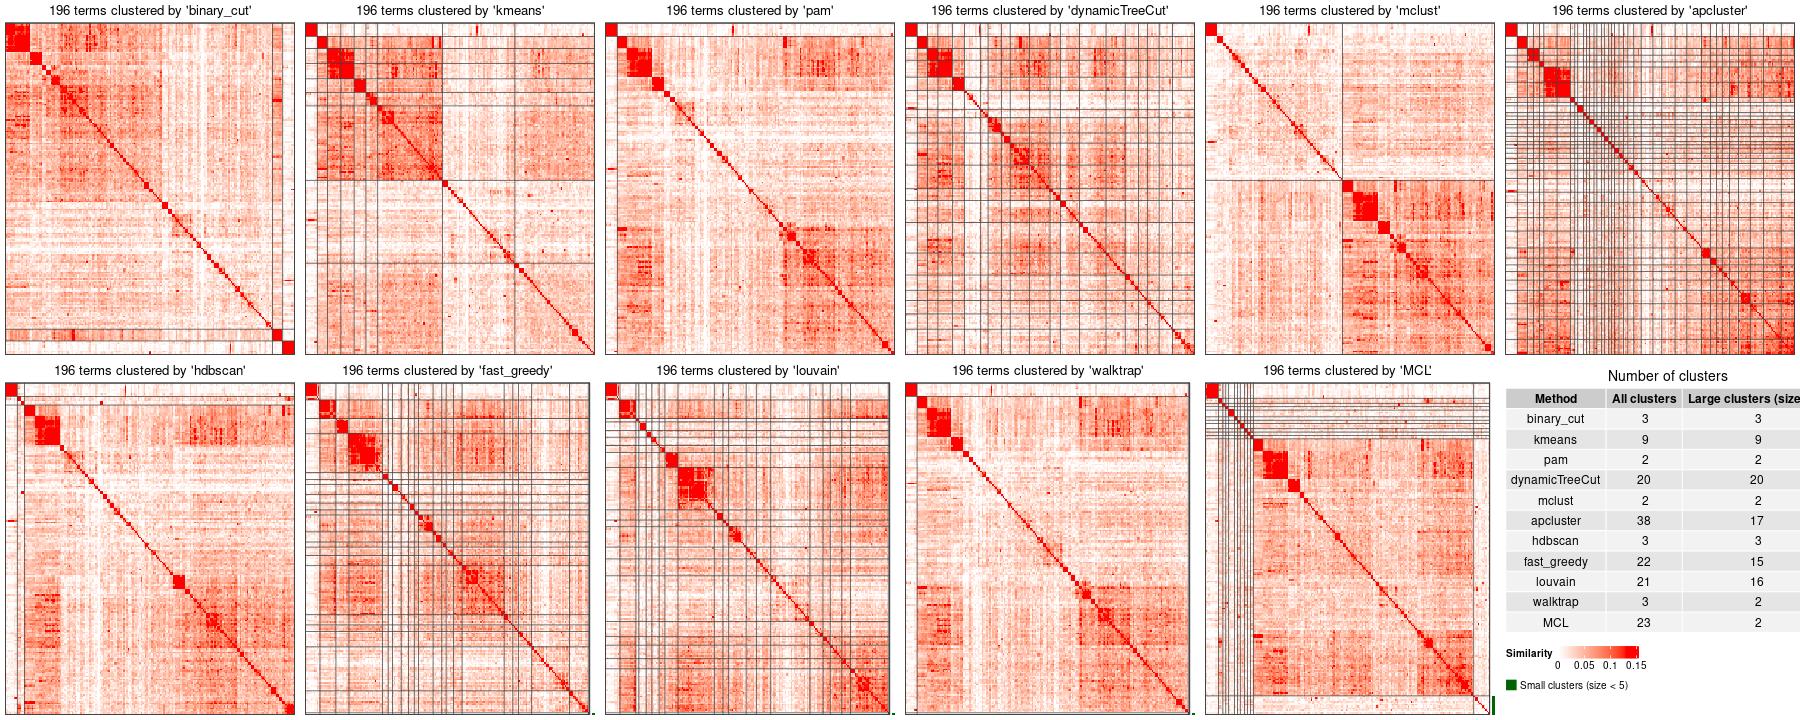 196 terms clustered by 'binary_cut'
196 terms clustered by 'kmeans'
196 terms clustered by 'pam'
196 terms clustered by 'dynamicTreeCut'
196 terms clustered by 'mclust'
196 terms clustered by 'apcluster'
196 terms clustered by 'hdbscan'
196 terms clustered by 'fast_greedy'
196 terms clustered by 'louvain'
196 terms clustered by 'walktrap'
196 terms clustered by 'MCL'
Number of clusters
Method All clusters Large clusters (size
binary_cut 3 3
kmeans 9 9
pam 2 2
dynamicTreeCut 20 20
mclust 2 2
apcluster 38 17
hdbscan 3 3
fast_greedy 22 15
louvain 21 16
walktrap 3 2
MCL 23 2
Similarity
0 0.05 0.1 0.15
Small clusters (size < 5)